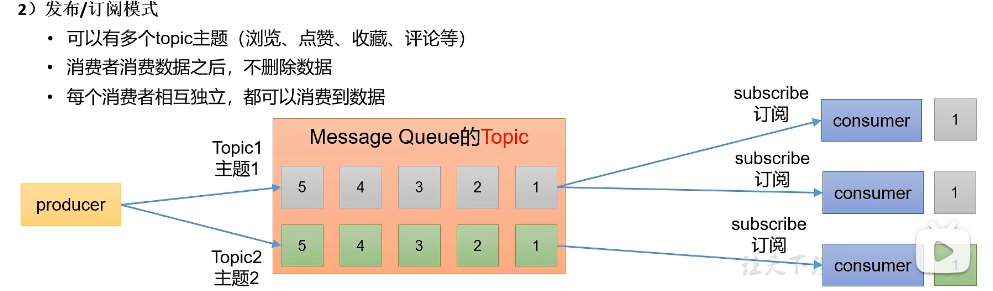 2）发布/订阅模式
• 可以有多个topic主题（浏览、点赞、收藏、评论等）
• 消费者消费数据之后，不删除数据
• 每个消费者相互独立，都可以消费到数据
Message Queue的Topic
Topic1
主题1
5 4 3 2 1
producer
5 4 3 2 1
Topic2
主题2
subscribe
订阅
consumer 1
subscribe
订阅
consumer 1
subscribe
订阅
consumer 1